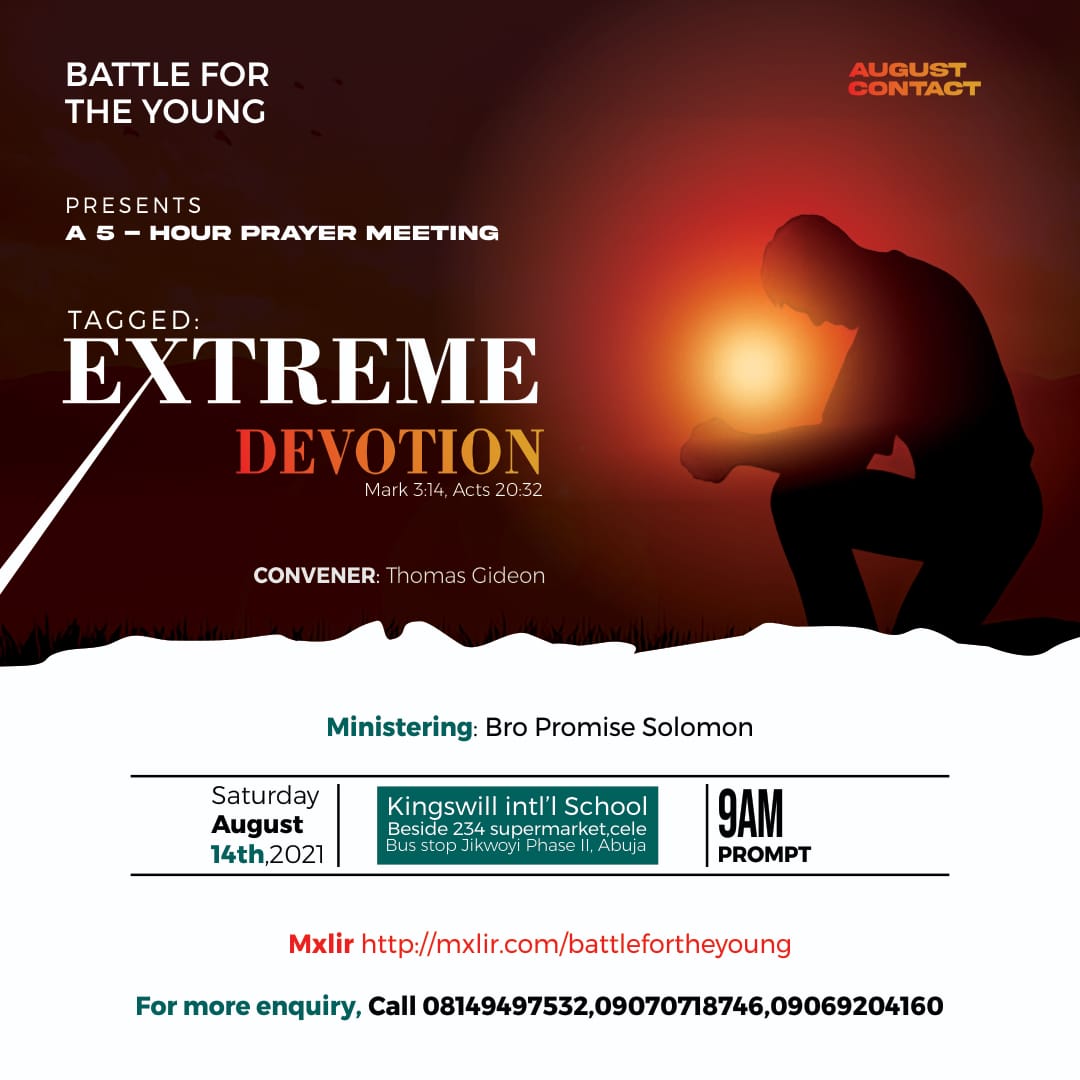 BATTLE FOR
THE YOUNG
AUGUST
CONTACT
PRESENTS
A 5 – HOUR PRAYER MEETING
TAGGED:
EXTREME
DEVOTION
Mark 3:14, Acts 20:32
CONVENER: Thomas Gideon
Ministering: Bro Promise Solomon
Saturday
August
14th,2021
Kingswill intl’l School
Beside 234 supermarket,cele
Bus stop Jikwoyi Phase II, Abuja
9AM
PROMPT
Mxlir http://mxlir.com/battlefortheyoung
For more enquiry, Call 08149497532,09070718746,09069204160